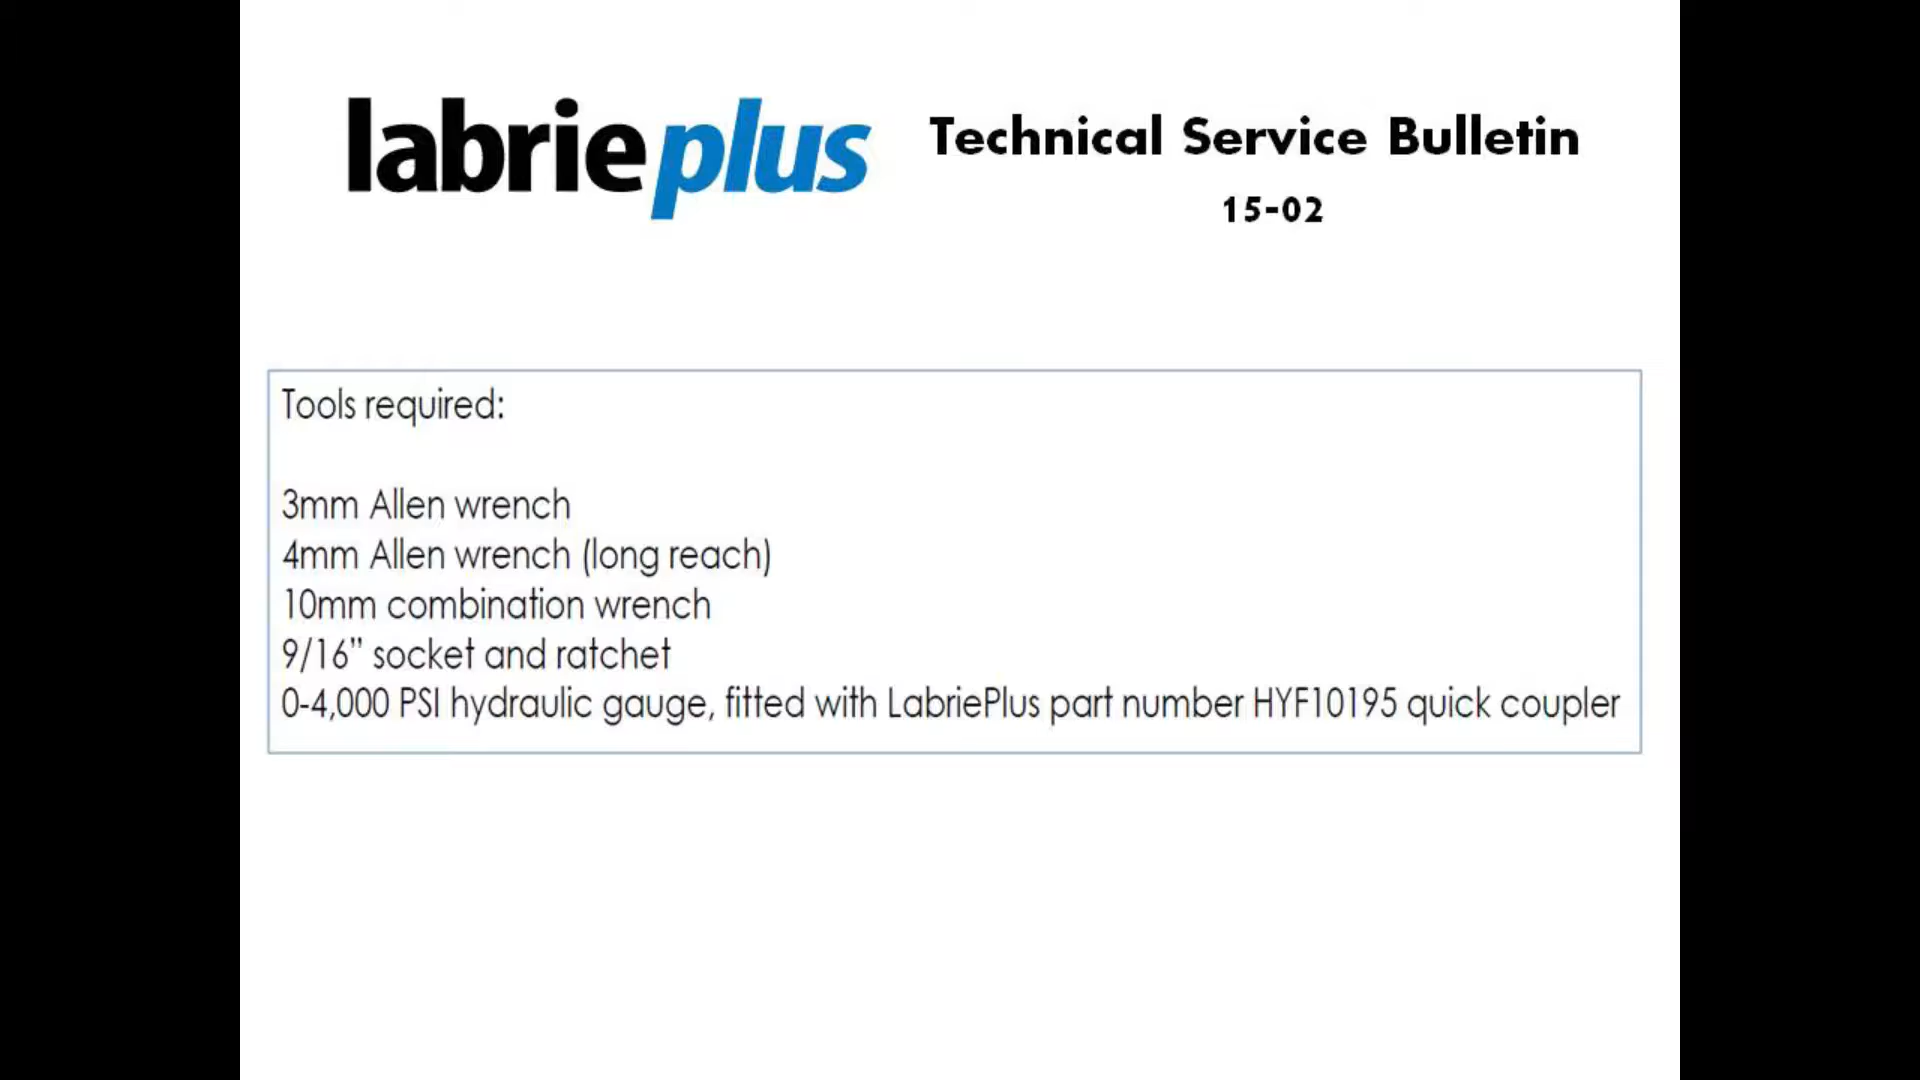 labrieplus
Technical Service Bulletin
15-02
Tools required:
3mm Allen wrench
4mm Allen wrench (long reach)
10mm combination wrench
9/16” socket and ratchet
0-4,000 PSI hydraulic gauge, fitted with LabriePlus part number HYF10195 quick coupler